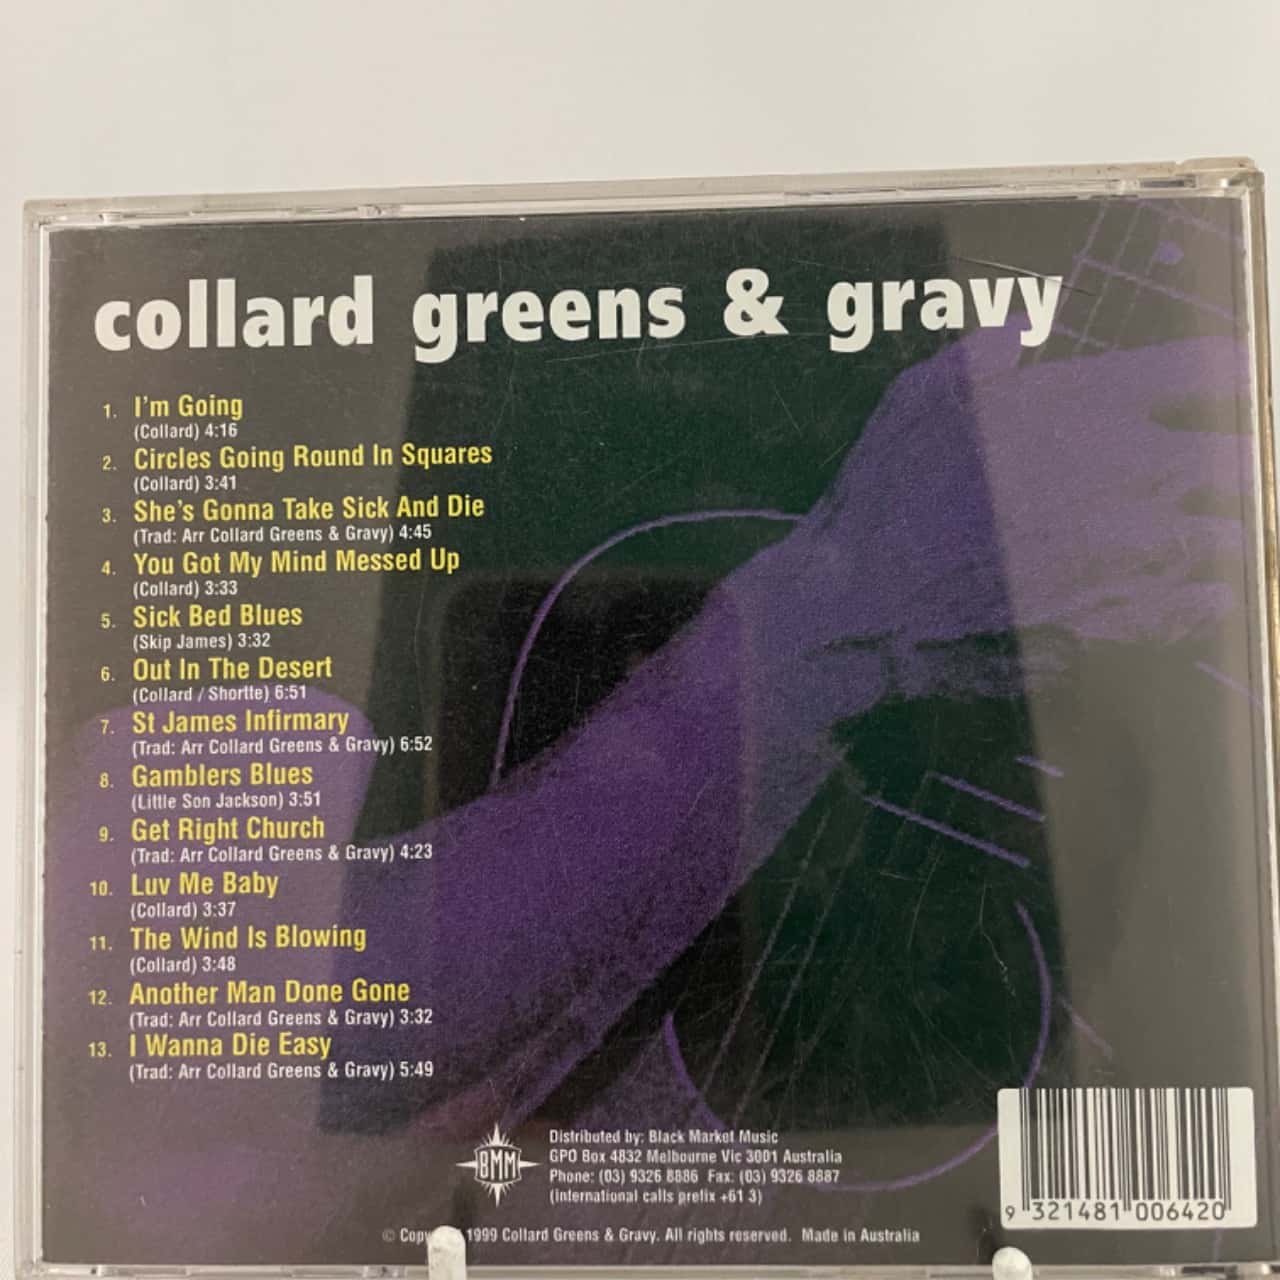 collard greens & gravy
1. I'm Going
(Collard) 4:16
2. Circles Going Round In Squares
(Collard) 3:41
3. She's Gonna Take Sick And Die
(Trad: Arr Collard Greens & Gravy) 4:45
4. You Got My Mind Messed Up
(Collard) 3:33
5. Sick Bed Blues
(Skip James) 3:32
6. Out In The Desert
(Collard / Shortte) 6:51
7. St James Infirmary
(Trad: Arr Collard Greens & Gravy) 6:52
8. Gamblers Blues
(Little Son Jackson) 3:51
9. Get Right Church
(Trad: Arr Collard Greens & Gravy) 4:23
10. Luv Me Baby
(Collard) 3:37
11. The Wind Is Blowing
(Collard) 3:48
12. Another Man Done Gone
(Trad: Arr Collard Greens & Gravy) 3:32
13. I Wanna Die Easy
(Trad: Arr Collard Greens & Gravy) 5:49
BMM
Distributed by: Black Market Music
GPO Box 4832 Melbourne Vic 3001 Australia
Phone: (03) 9326 8886 Fax: (03) 9326 8887
(International calls prefix +61 3)
9 321481 006420
© 1999 Collard Greens & Gravy. All rights reserved. Made in Australia